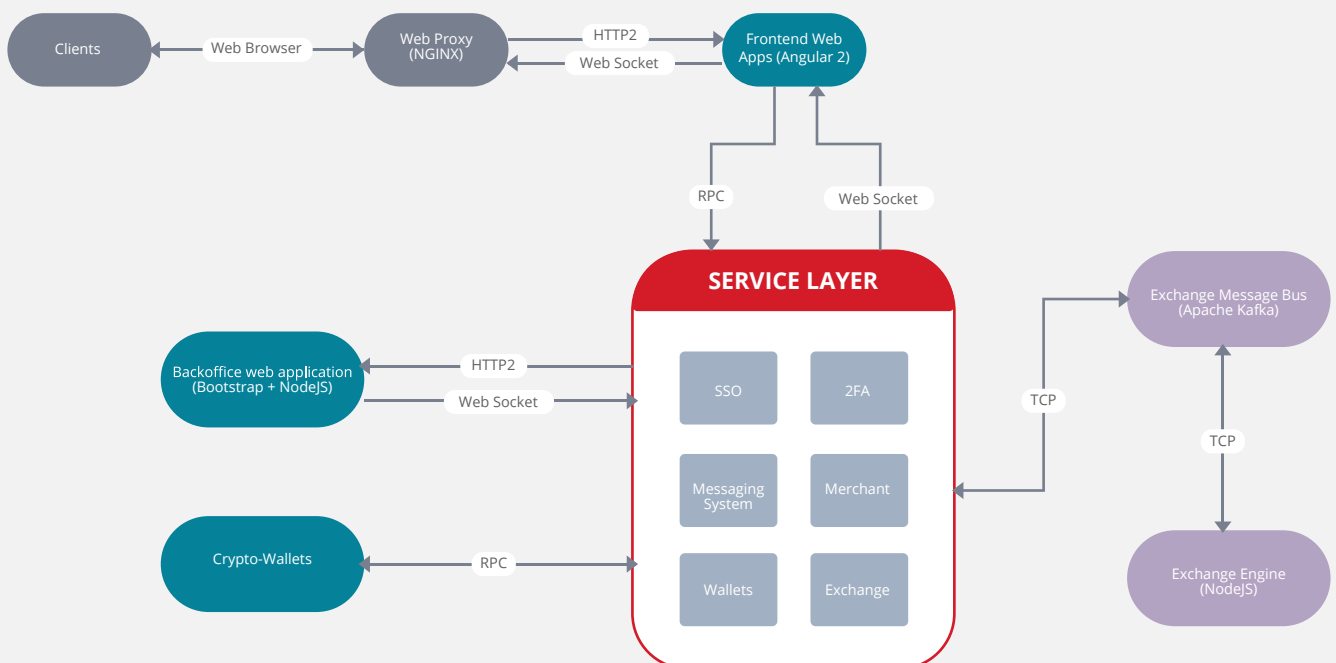 Clients
Web Browser
Web Proxy
(NGINX)
HTTP2
Web Socket
Frontend Web
Apps (Angular 2)
RPC
Web Socket
SERVICE LAYER
Exchange Message Bus
(Apache Kafka)
Backoffice web application
(Bootstrap + NodeJS)
HTTP2
Web Socket
SSO
2FA
TCP
TCP
Messaging
System
Merchant
Crypto-Wallets
RPC
Wallets
Exchange
Exchange Engine
(NodeJS)